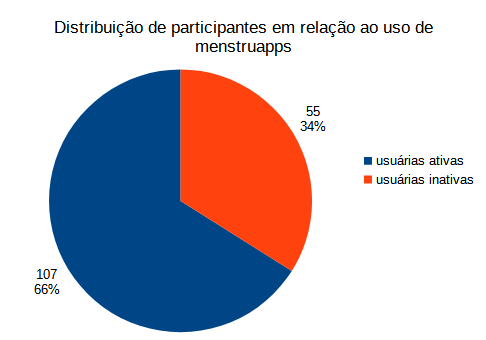 Distribuição de participantes em relação ao uso de
menstruapps
55
34%
usuárias ativas
usuárias inativas
107
66%